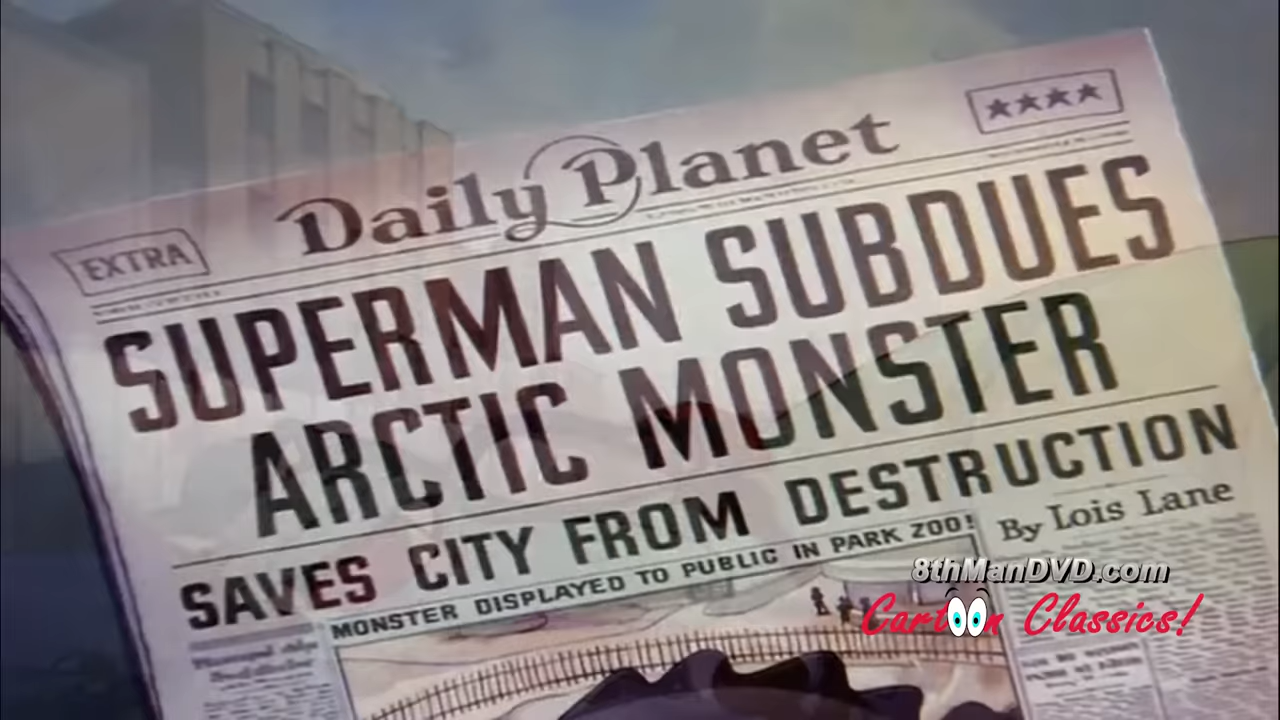 ★★★★
Daily Planet
EXTRA
SUPERMAN SUBDUES
ARCTIC MONSTER
SAVES CITY FROM DESTRUCTION
By Lois Lane
MONSTER DISPLAYED TO PUBLIC IN PARK ZOO!
8thManDVD.com
Cartoon Classics!